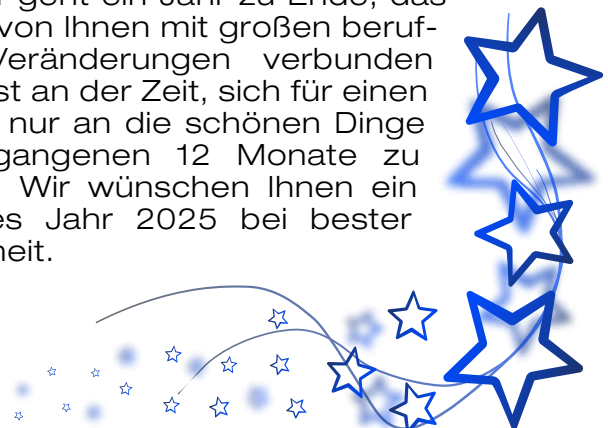 geht ein Jahr zu Ende, das
von Ihnen mit großen beruf-
Veränderungen verbunden
st an der Zeit, sich für einen
nur an die schönen Dinge
gangenen 12 Monate zu
Wir wünschen Ihnen ein
es Jahr 2025 bei bester
heit.